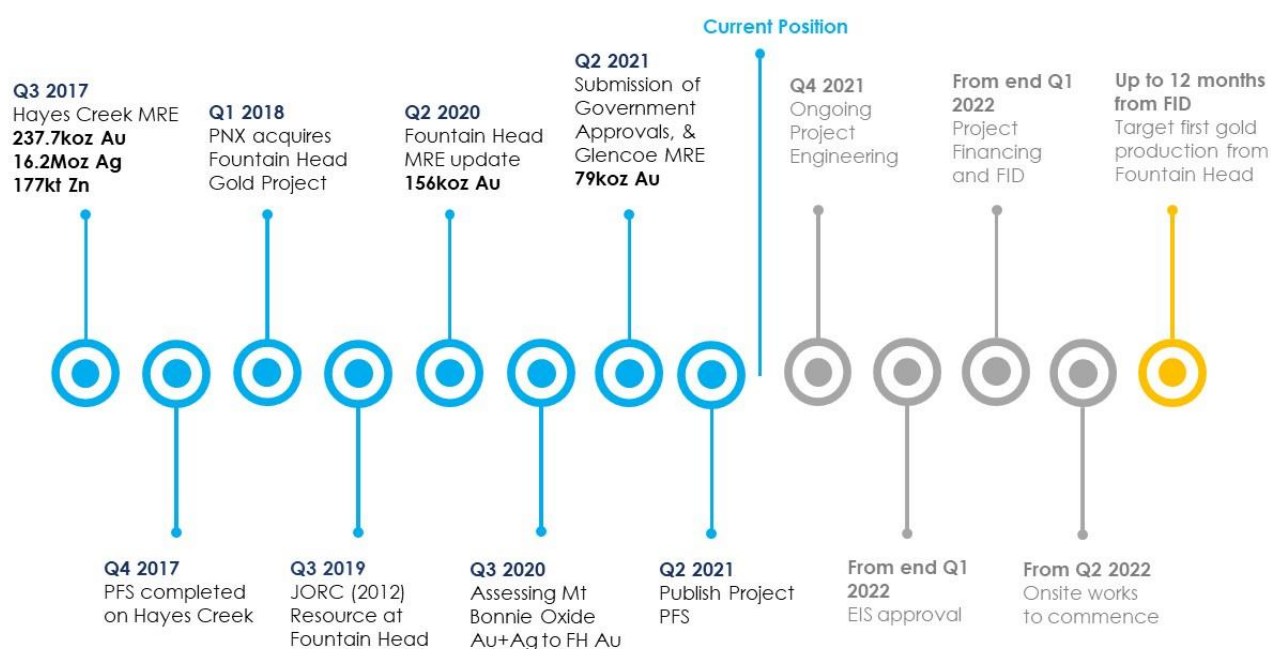 Current Position
Q3 2017
Hayes Creek MRE
237.7koz Au
16.2Moz Ag
177kt Zn
Q1 2018
PNX acquires
Fountain Head
Gold Project
Q2 2020
Fountain Head
MRE update
156koz Au
Q2 2021
Submission of
Government
Approvals, &
Glencoe MRE
79koz Au
Q4 2021
Ongoing
Project
Engineering
From end Q1
2022
Project
Financing
and FID
Up to 12 months
from FID
Target first gold
production from
Fountain Head
Q4 2017
PFS completed
on Hayes Creek
Q3 2019
JORC (2012)
Resource at
Fountain Head
Q3 2020
Assessing Mt
Bonnie Oxide
Au+Ag to FH Au
Q2 2021
Publish Project
PFS
From end Q1
2022
EIS approval
From Q2 2022
Onsite works
to commence